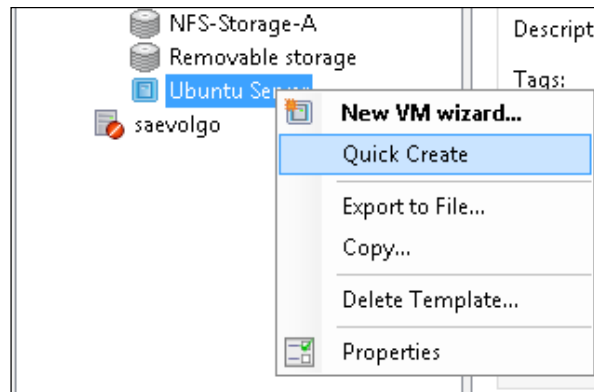 NFS-Storage-A
Removable storage
Ubuntu
saevolgo
Descript
Tags:
New VM wizard...
Quick Create
Export to File...
Copy...
Delete Template...
Properties